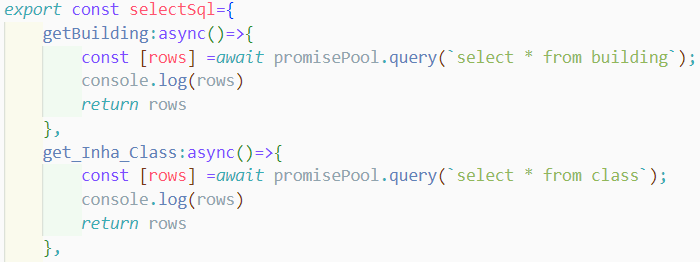 export const selectSql={
    getBuilding:async()=>{
        const [rows] =await promisePool.query(`select * from building`);
        console.log(rows)
        return rows
    },
    get_Inha_Class:async()=>{
        const [rows] =await promisePool.query(`select * from class`);
        console.log(rows)
        return rows
    },